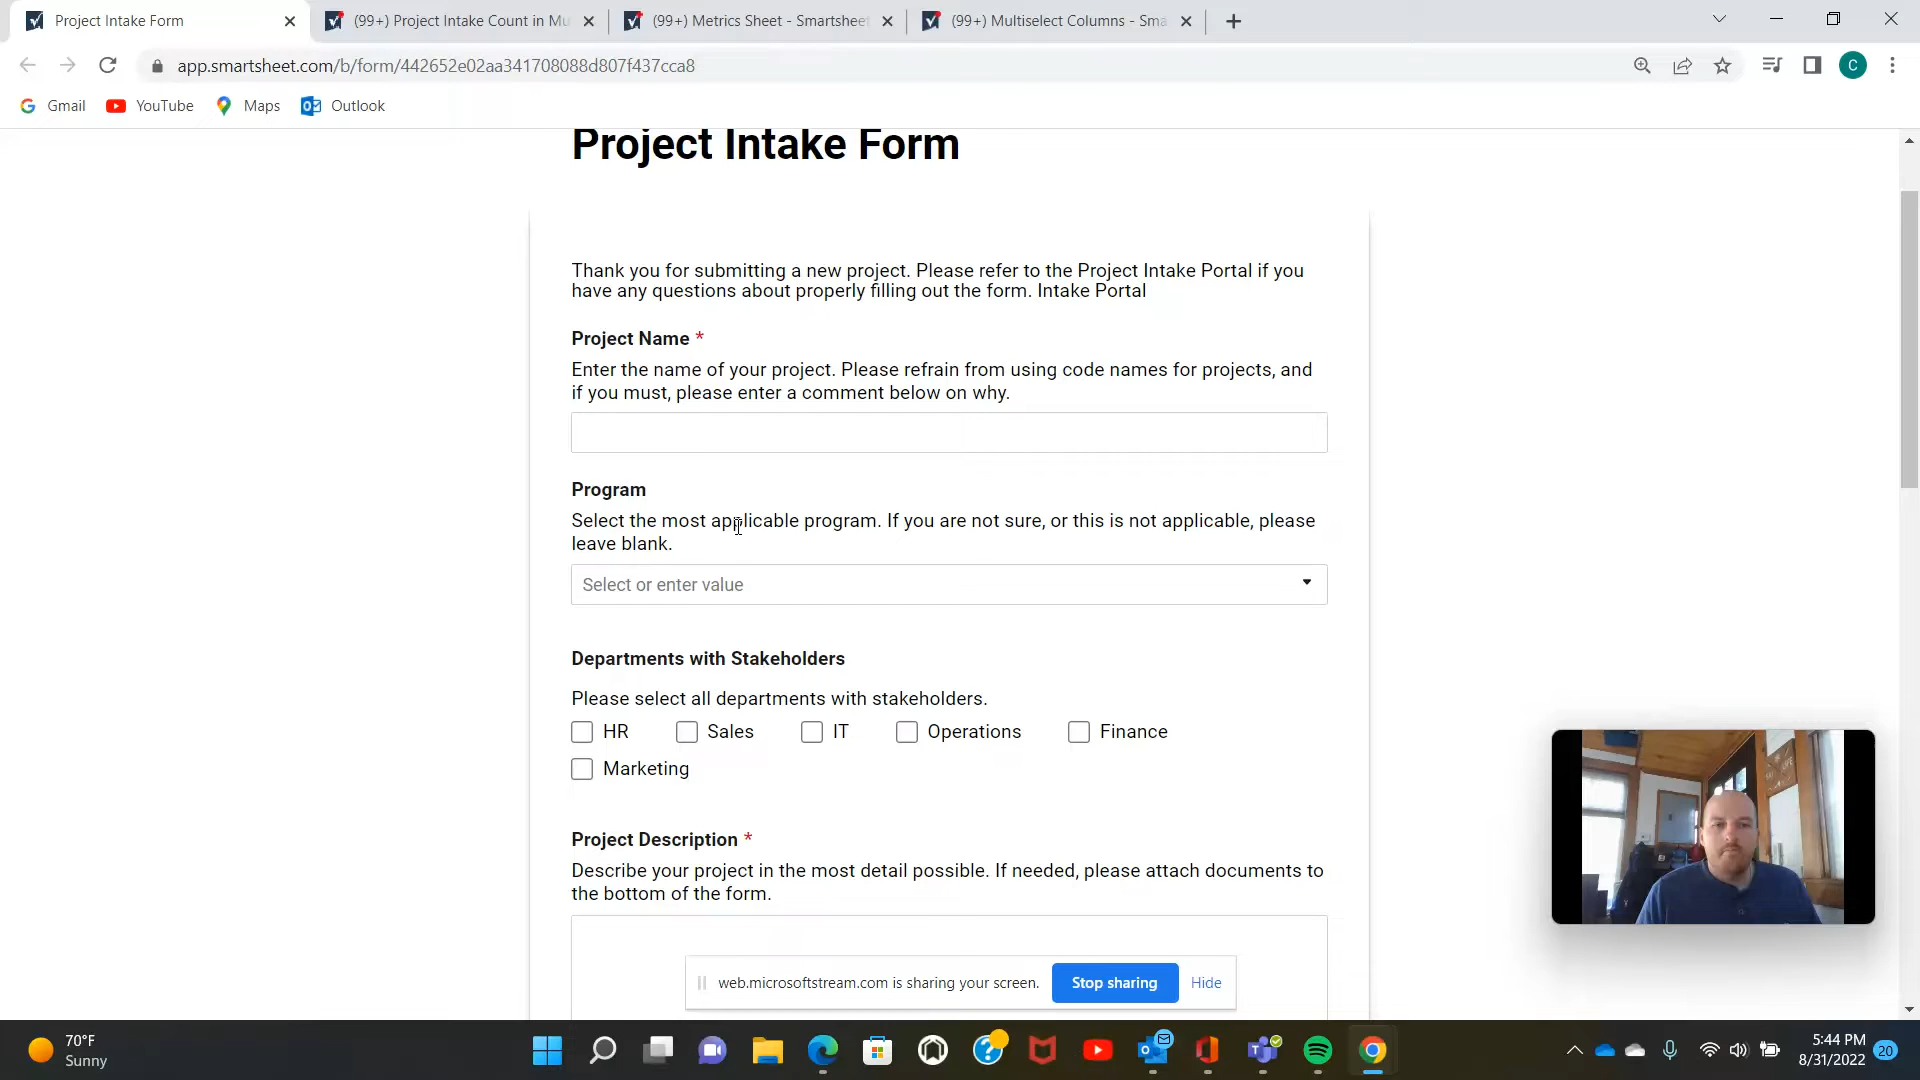 Project Intake Form
(99+) Project Intake Count in Mu
(99+) Metrics Sheet - Smartsheet
(99+) Multiselect Columns - Sma
app.smartsheet.com/b/form/442652e02aa341708088d807f437cca8
C
Gmail
YouTube
Maps
Outlook
Project Intake Form
Thank you for submitting a new project. Please refer to the Project Intake Portal if you
have any questions about properly filling out the form. Intake Portal
Project Name *
Enter the name of your project. Please refrain from using code names for projects, and
if you must, please enter a comment below on why.
Program
Select the most applicable program. If you are not sure, or this is not applicable, please
leave blank.
Select or enter value
Departments with Stakeholders
Please select all departments with stakeholders.
HR
Sales
IT
Operations
Finance
Marketing
Project Description *
Describe your project in the most detail possible. If needed, please attach documents to
the bottom of the form.
web.microsoftstream.com is sharing your screen.
Stop sharing
Hide
70°F
Sunny
5:44 PM
8/31/2022
20